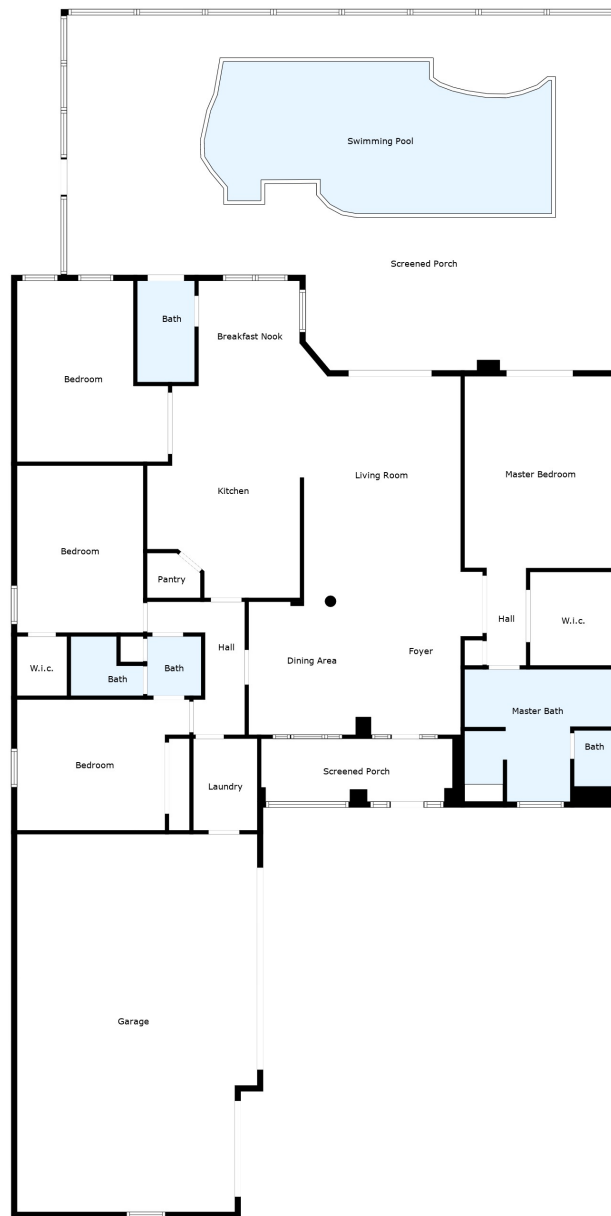 Swimming Pool
Screened Porch
Bath
Breakfast Nook
Bedroom
Living Room
Master Bedroom
Kitchen
Bedroom
Pantry
Hall
W.i.c.
Hall
Dining Area
Foyer
W.i.c.
Bath
Bath
Master Bath
Bedroom
Screened Porch
Bath
Laundry
Garage